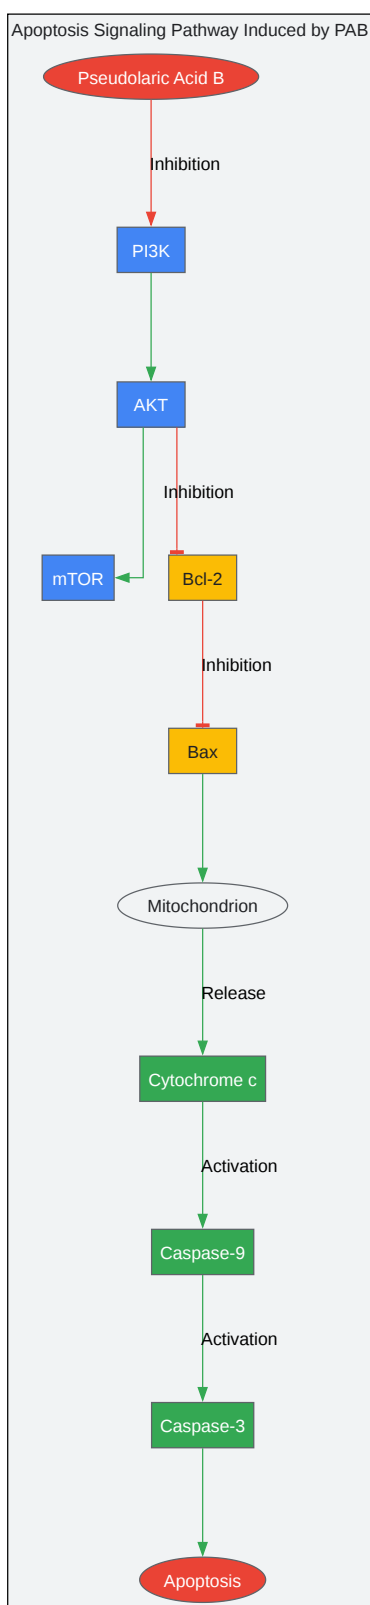 Apoptosis Signaling Pathway Induced by PAB
Pseudolaric Acid B
Inhibition
PI3K
AKT
Inhibition
mTOR
Bcl-2
Inhibition
Bax
Mitochondrion
Release
Cytochrome c
Activation
Caspase-9
Activation
Caspase-3
Apoptosis